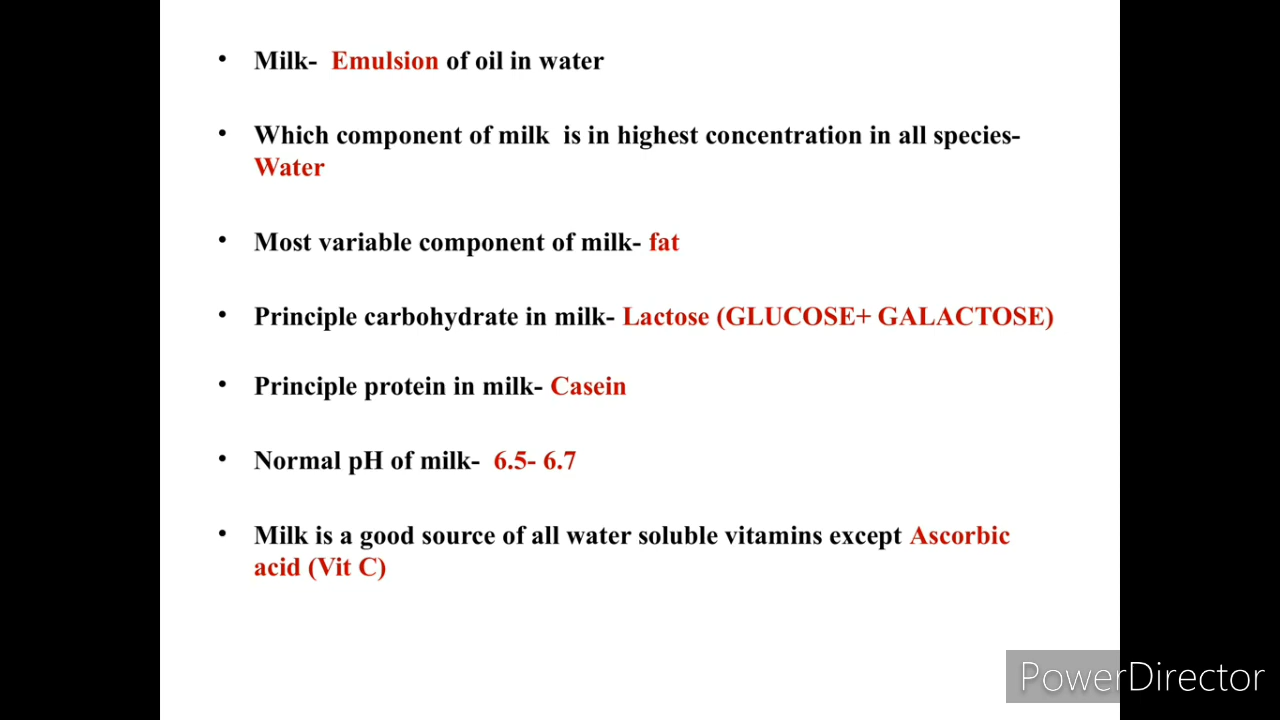 • Milk- Emulsion of oil in water
• Which component of milk is in highest concentration in all species-
Water
• Most variable component of milk- fat
• Principle carbohydrate in milk- Lactose (GLUCOSE+ GALACTOSE)
• Principle protein in milk- Casein
• Normal pH of milk- 6.5- 6.7
• Milk is a good source of all water soluble vitamins except Ascorbic
acid (Vit C)
PowerDirector